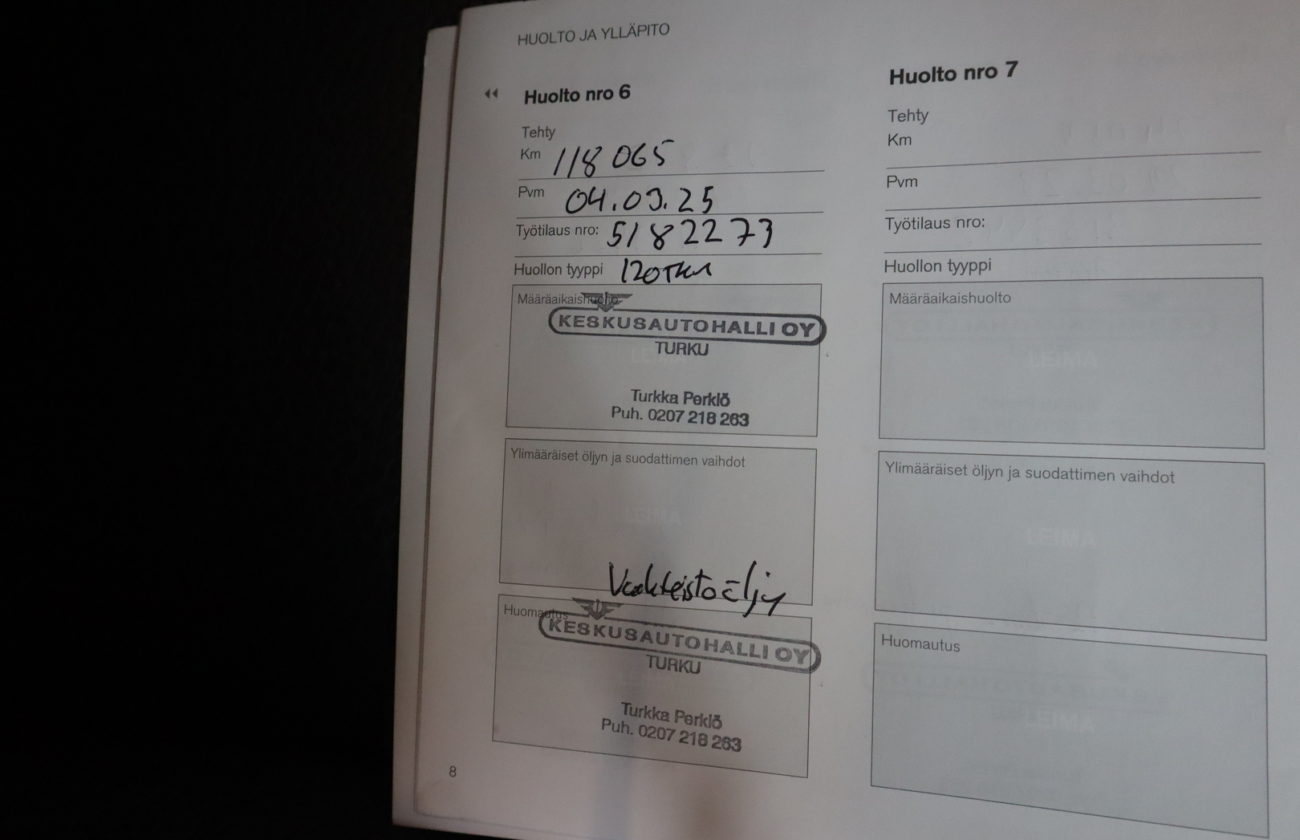 HUOLTO JA YLLÄPITO
Huolto nro 6
Tehty
Km 118 065
Pvm 04.03.25
Työtilaus nro: 5182273
Huollon tyyppi 120TKM
Määräaikaishuolto
KESKUSAUTOHALLI OY
TURKU
Turkka Perklö
Puh. 0207 218 263
Ylimääräiset öljyn ja suodattimen vaihdot
LEIMA
Vaihteistoöljy
Huomautus
KESKUSAUTOHALLI OY
TURKU
Turkka Perklö
Puh. 0207 218 263
8
Huolto nro 7
Tehty
Km
Pvm
Työtilaus nro:
Huollon tyyppi
Määräaikaishuolto
LEIMA
Ylimääräiset öljyn ja suodattimen vaihdot
LEIMA
Huomautus
LEIMA